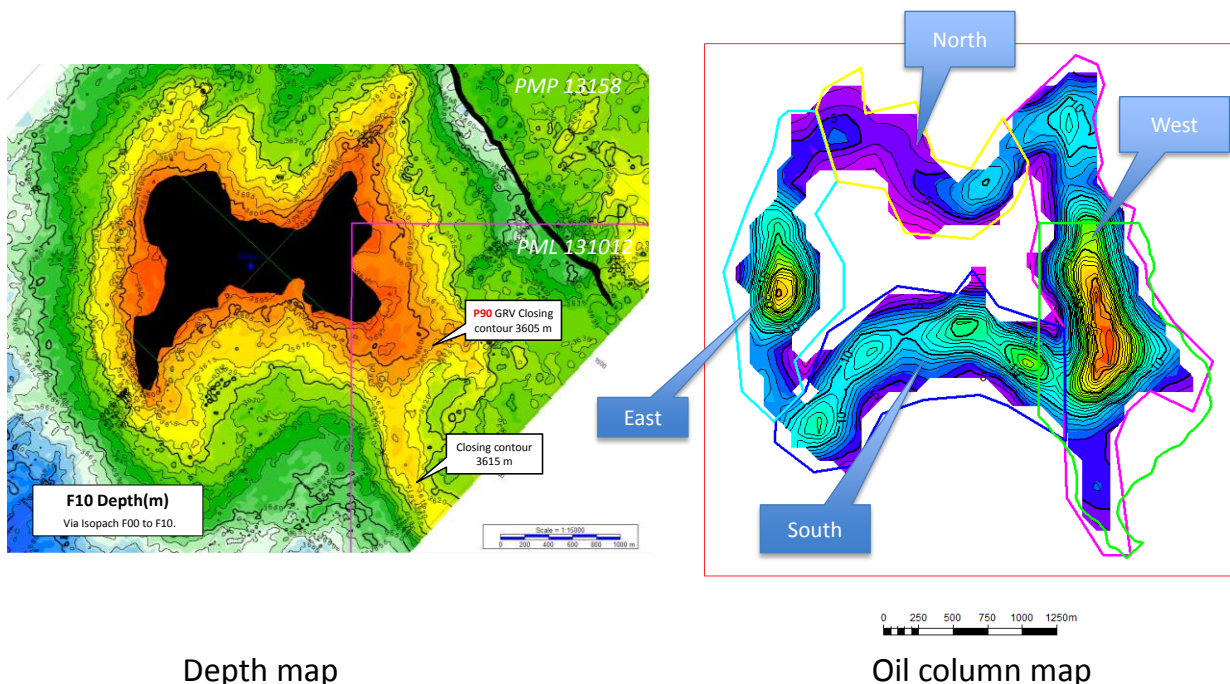 North
PMP 13158
West
PML 131012
P90 GRV Closing
contour 3605 m
East
Closing contour
3615 m
F10 Depth(m)
Via Isopach F00 to F10.
South
Scale = 1:15000
0 200 400 600 800 1000 m
0 250 500 750 1000 1250m
Depth map
Oil column map